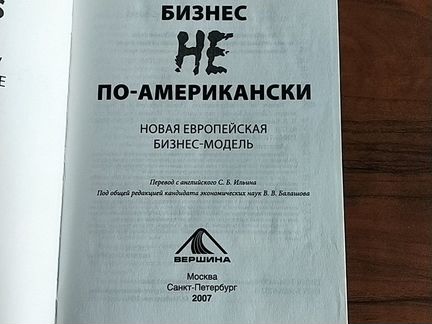 БИЗНЕС
НЕ
ПО-АМЕРИКАНСКИ
НОВАЯ ЕВРОПЕЙСКАЯ
БИЗНЕС-МОДЕЛЬ
Перевод с английского С. Б. Ильина
Под общей редакцией кандидата экономических наук В. В. Балашова
ВЕРШИНА
Москва
Санкт-Петербург
2007